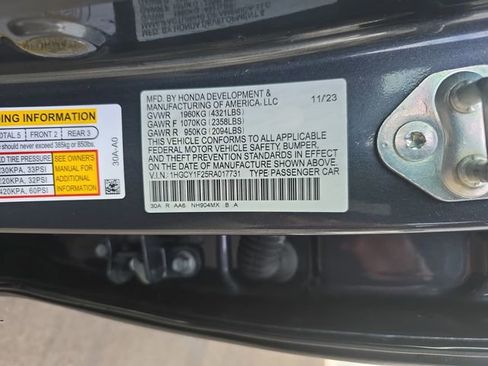 DING INFORMATION
TOTAL 5 FRONT 2 REAR 3
should never exceed 385kg or 850lbs.
TIRE PRESSURE
230KPA, 33PSI
220KPA, 32PSI
420KPA, 60PSI
SEE OWNER'S
MANUAL FOR
ADDITIONAL
INFORMATION
30A-A0
MFD. BY HONDA DEVELOPMENT &
MANUFACTURING OF AMERICA, LLC 11/23
GVWR 1960KG (4321LBS)
GAWR F 1070KG (2358LBS)
GAWR R 950KG (2094LBS)
THIS VEHICLE CONFORMS TO ALL APPLICABLE
FEDERAL MOTOR VEHICLE SAFETY, BUMPER,
AND THEFT PREVENTION STANDARDS IN EFFECT
ON THE DATE OF MANUFACTURE SHOWN ABOVE.
V.I.N.: 1HGCY1F25RA017731 TYPE PASSENGER CAR
30A R AA6 NH904MX B A